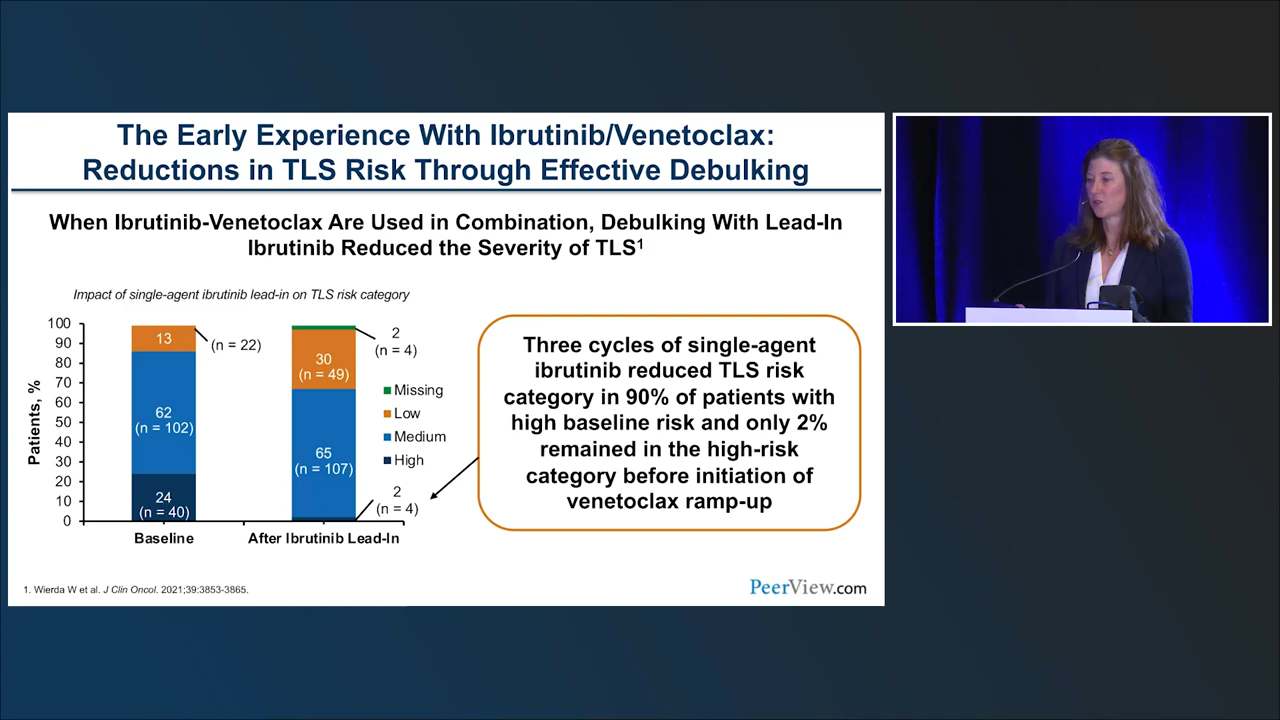 The Early Experience With Ibrutinib/Venetoclax:
Reductions in TLS Risk Through Effective Debulking
When Ibrutinib-Venetoclax Are Used in Combination, Debulking With Lead-In
Ibrutinib Reduced the Severity of TLS1
Impact of single-agent ibrutinib lead-in on TLS risk category
Patients, %
100
90
80
70
60
50
40
30
20
10
0
13
(n = 22)
62
(n = 102)
24
(n = 40)
Baseline
2
(n = 4)
30
(n = 49)
65
(n = 107)
2
(n = 4)
After Ibrutinib Lead-In
Missing
Low
Medium
High
Three cycles of single-agent
ibrutinib reduced TLS risk
category in 90% of patients with
high baseline risk and only 2%
remained in the high-risk
category before initiation of
venetoclax ramp-up
1. Wierda W et al. J Clin Oncol. 2021;39:3853-3865.
PeerView.com